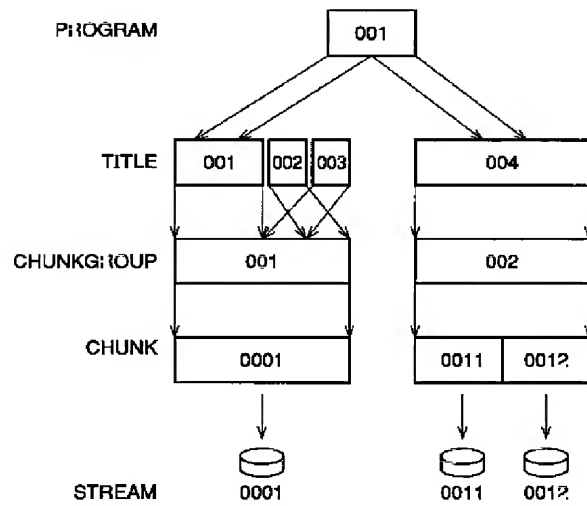 PROGRAM 001
TITLE 001 002 003 004
CHUNKGROUP 001 002
CHUNK 0001 0011 0012
STREAM 0001 0011 0012